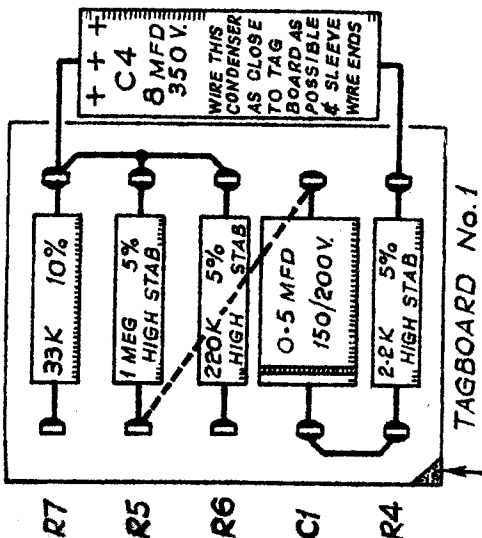 + + +
C4
8 MFD
350V.
WIRE THIS
CONDENSER
AS CLOSE
TO TAG
BOARD AS
POSSIBLE
& SLEEVE
WIRE ENDS
R7
33K 10%
R5
1 MEG 5%
HIGH STAB
R6
220K 5%
HIGH STAB
C1
0.5 MFD
150/200V.
R4
2.2K 5%
HIGH STAB
TAGBOARD No. 1